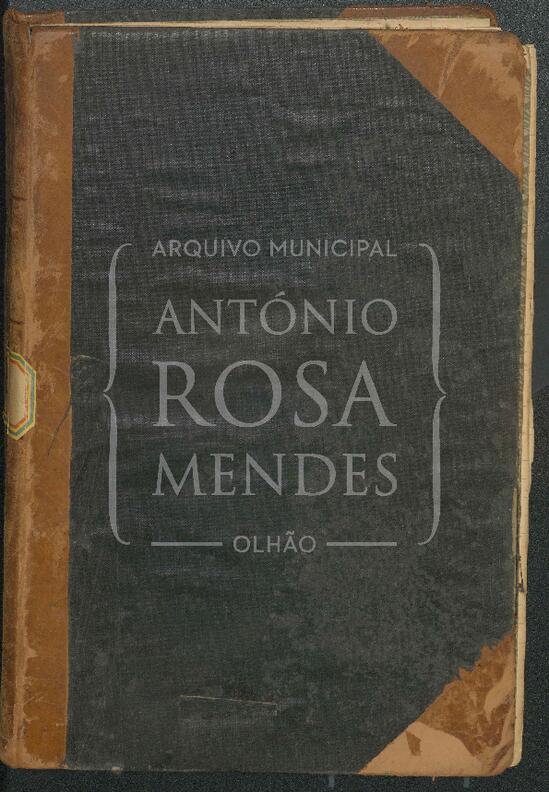 ARQUIVO MUNICIPAL
ANTÓNIO
ROSA
MENDES
OLHÃO